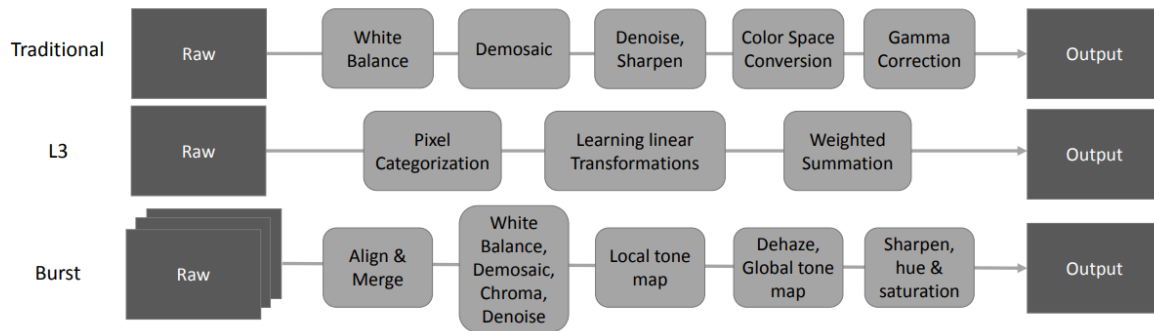 Traditional
Raw
White
Balance
Demosaic
Denoise,
Sharpen
Color Space
Conversion
Gamma
Correction
Output
L3
Raw
Pixel
Categorization
Learning linear
Transformations
Weighted
Summation
Output
Burst
Raw
Align &
Merge
White
Balance,
Demosaic,
Chroma,
Denoise
Local tone
map
Dehaze,
Global tone
map
Sharpen,
hue &
saturation
Output